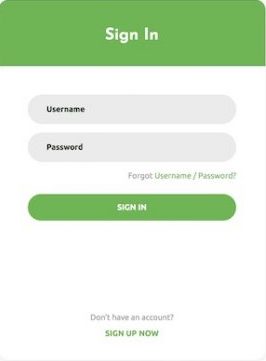 Sign In
Username
Password
Forgot Username / Password?
SIGN IN
Don't have an account?
SIGN UP NOW